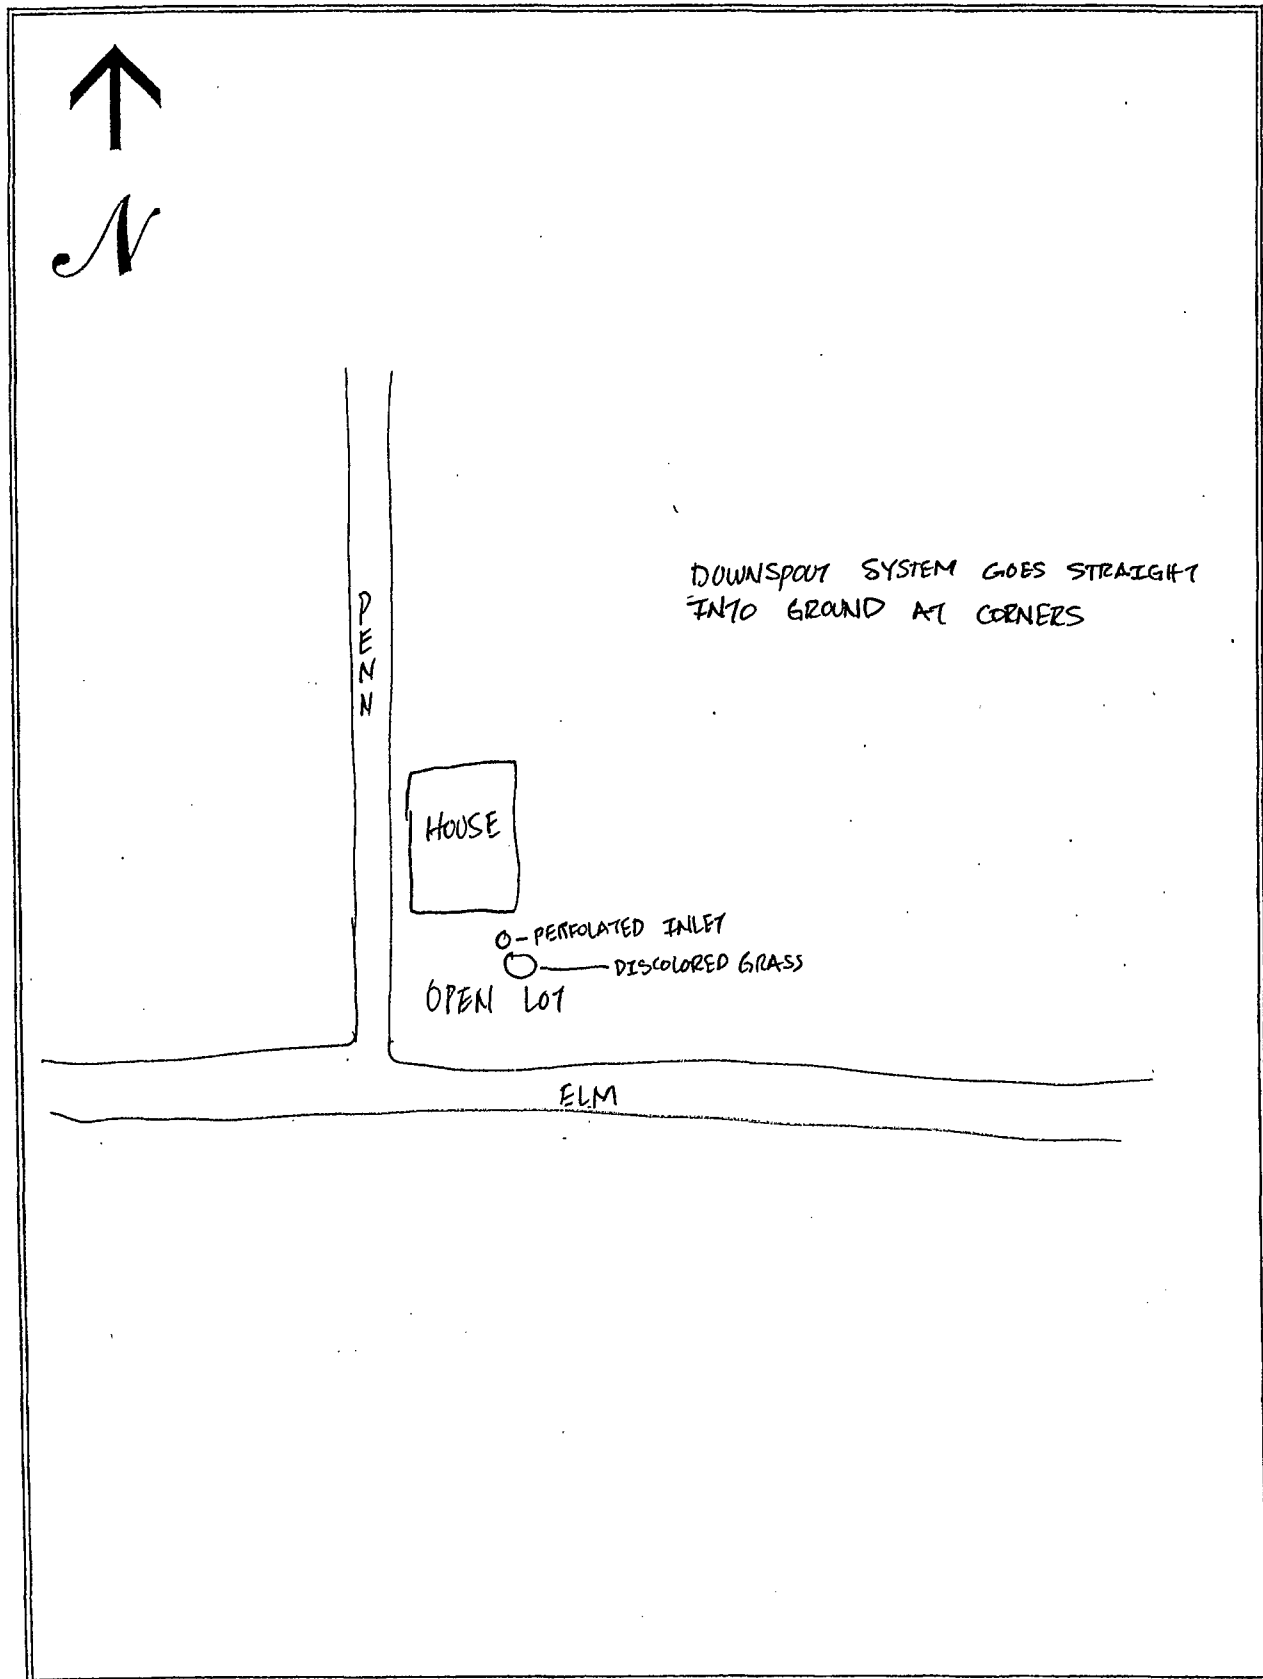 N
DOWNSPOUT SYSTEM GOES STRAIGHT
INTO GROUND AT CORNERS
PENN
HOUSE
PERFOLATED INLET
DISCOLORED GRASS
OPEN LOT
ELM